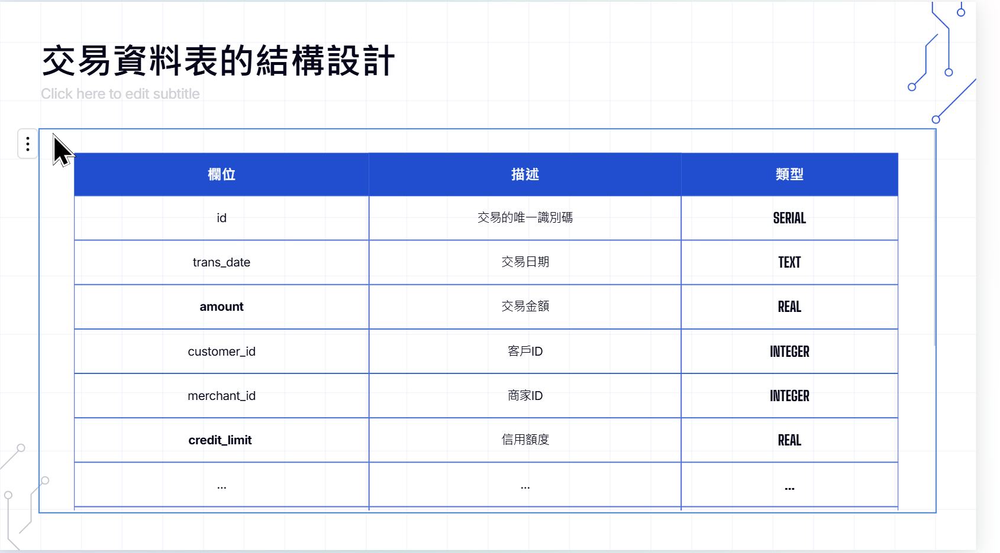 交易資料表的結構設計
Click here to edit subtitle
欄位 描述 類型
id 交易的唯一識別碼 SERIAL
trans_date 交易日期 TEXT
amount 交易金額 REAL
customer_id 客戶ID INTEGER
merchant_id 商家ID INTEGER
credit_limit 信用額度 REAL
... ... ...